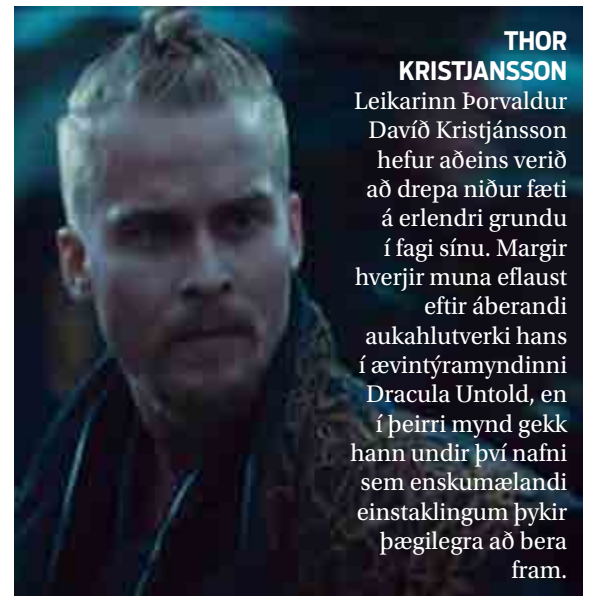 THOR
KRISTJANSSON
Leikarinn Þorvaldur
Davíð Kristjánsson
hefur aðeins verið
að drepa niður fæti
á erlendri grundu
í fagi sínu. Margir
hverjir muna eflaust
eftir áberandi
aukahlutverki hans
í ævintýramyndinni
Dracula Untold, en
í þeirri mynd gekk
hann undir því nafni
sem enskumælandi
einstaklingum þykir
þægilegra að bera
fram.